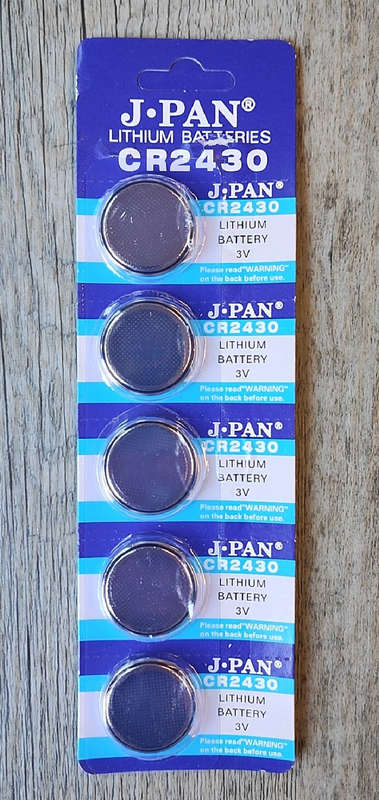 J·PAN®
LITHIUM BATTERIES
CR2430
J·PAN®
CR2430
LITHIUM
BATTERY
3V
Please read"WARNING"
on the back before use.
J·PAN®
CR2430
LITHIUM
BATTERY
3V
Please read"WARNING"
on the back before use.
J·PAN®
CR2430
LITHIUM
BATTERY
3V
Please read"WARNING"
on the back before use.
J·PAN®
CR2430
LITHIUM
BATTERY
3V
Please read"WARNING"
on the back before use.
J·PAN®
CR2430
LITHIUM
BATTERY
3V
Please read"WARNING"
on the back before use.